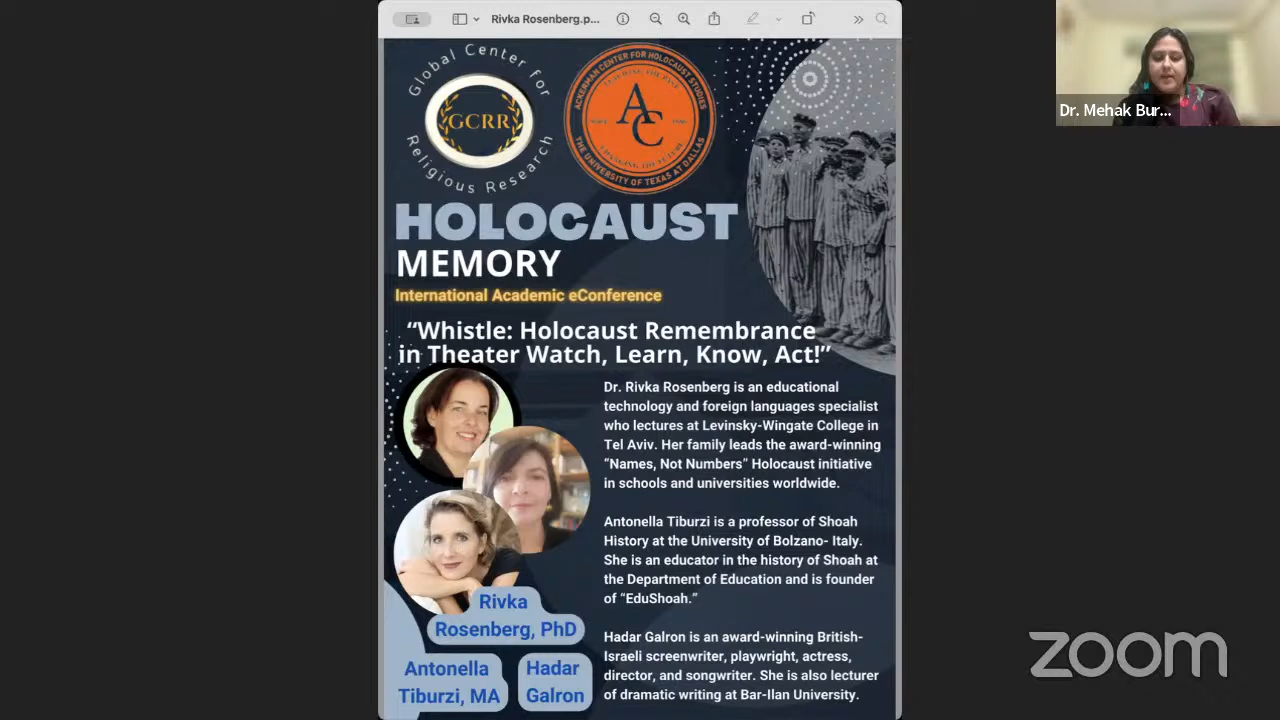 Rivka Rosenberg.p...
Dr. Mehak Bur...
Global Center for
GCRR
Religious Research
ACKERMAN CENTER FOR HOLOCAUST STUDIES
TEACHING THE PAST
AC
CHANGING THE FUTURE
THE UNIVERSITY OF TEXAS AT DALLAS
HOLOCAUST
MEMORY
International Academic eConference
“Whistle: Holocaust Remembrance
in Theater Watch, Learn, Know, Act!”
Dr. Rivka Rosenberg is an educational
technology and foreign languages specialist
who lectures at Levinsky-Wingate College in
Tel Aviv. Her family leads the award-winning
“Names, Not Numbers” Holocaust initiative
in schools and universities worldwide.
Antonella Tiburzi is a professor of Shoah
History at the University of Bolzano- Italy.
She is an educator in the history of Shoah at
the Department of Education and is founder
of “EduShoah.”
Hadar Galron is an award-winning British-
Israeli screenwriter, playwright, actress,
director, and songwriter. She is also lecturer
of dramatic writing at Bar-Ilan University.
Rivka
Rosenberg, PhD
Antonella
Tiburzi, MA
Hadar
Galron
zoom